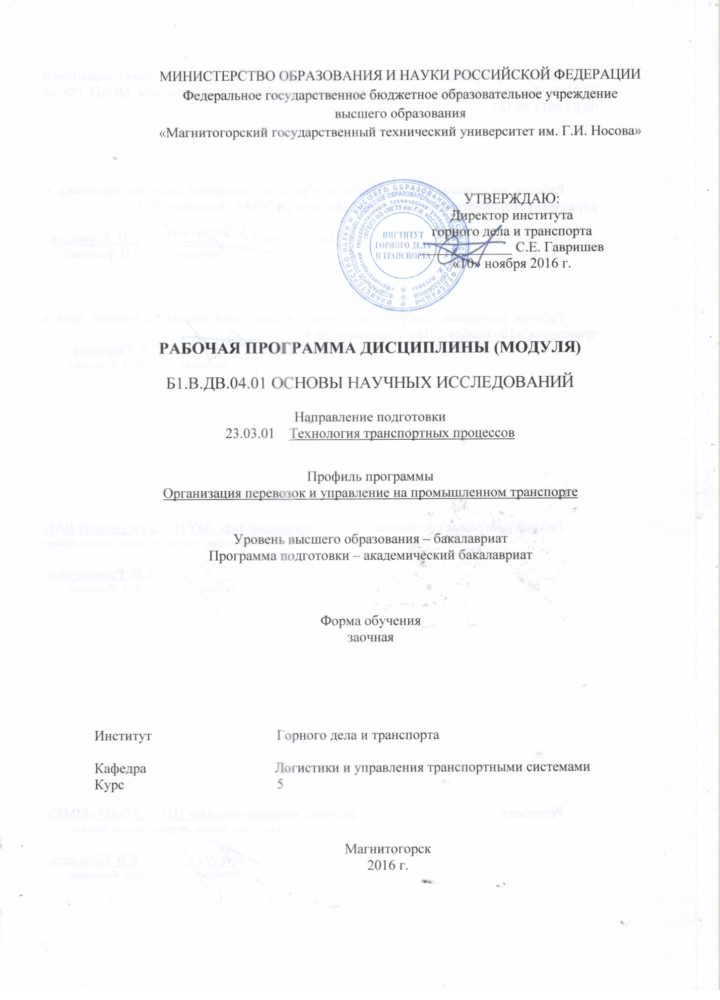 МИНИСТЕРСТВО ОБРАЗОВАНИЯ И НАУКИ РОССИЙСКОЙ ФЕДЕРАЦИИ
Федеральное государственное бюджетное образовательное учреждение
высшего образования
«Магнитогорский государственный технический университет им. Г.И. Носова»
УТВЕРЖДАЮ:
Директор института
горного дела и транспорта
С.Е. Гавришев
«10» ноября 2016 г.
ИНСТИТУТ
ГОРНОГО ДЕЛА
И ТРАНСПОРТА
РАБОЧАЯ ПРОГРАММА ДИСЦИПЛИНЫ (МОДУЛЯ)
Б1.В.ДВ.04.01 ОСНОВЫ НАУЧНЫХ ИССЛЕДОВАНИЙ
Направление подготовки
23.03.01 Технология транспортных процессов
Профиль программы
Организация перевозок и управление на промышленном транспорте
Уровень высшего образования – бакалавриат
Программа подготовки – академический бакалавриат
Форма обучения
заочная
Институт Горного дела и транспорта
Кафедра Логистики и управления транспортными системами
Курс 5
Магнитогорск
2016 г.